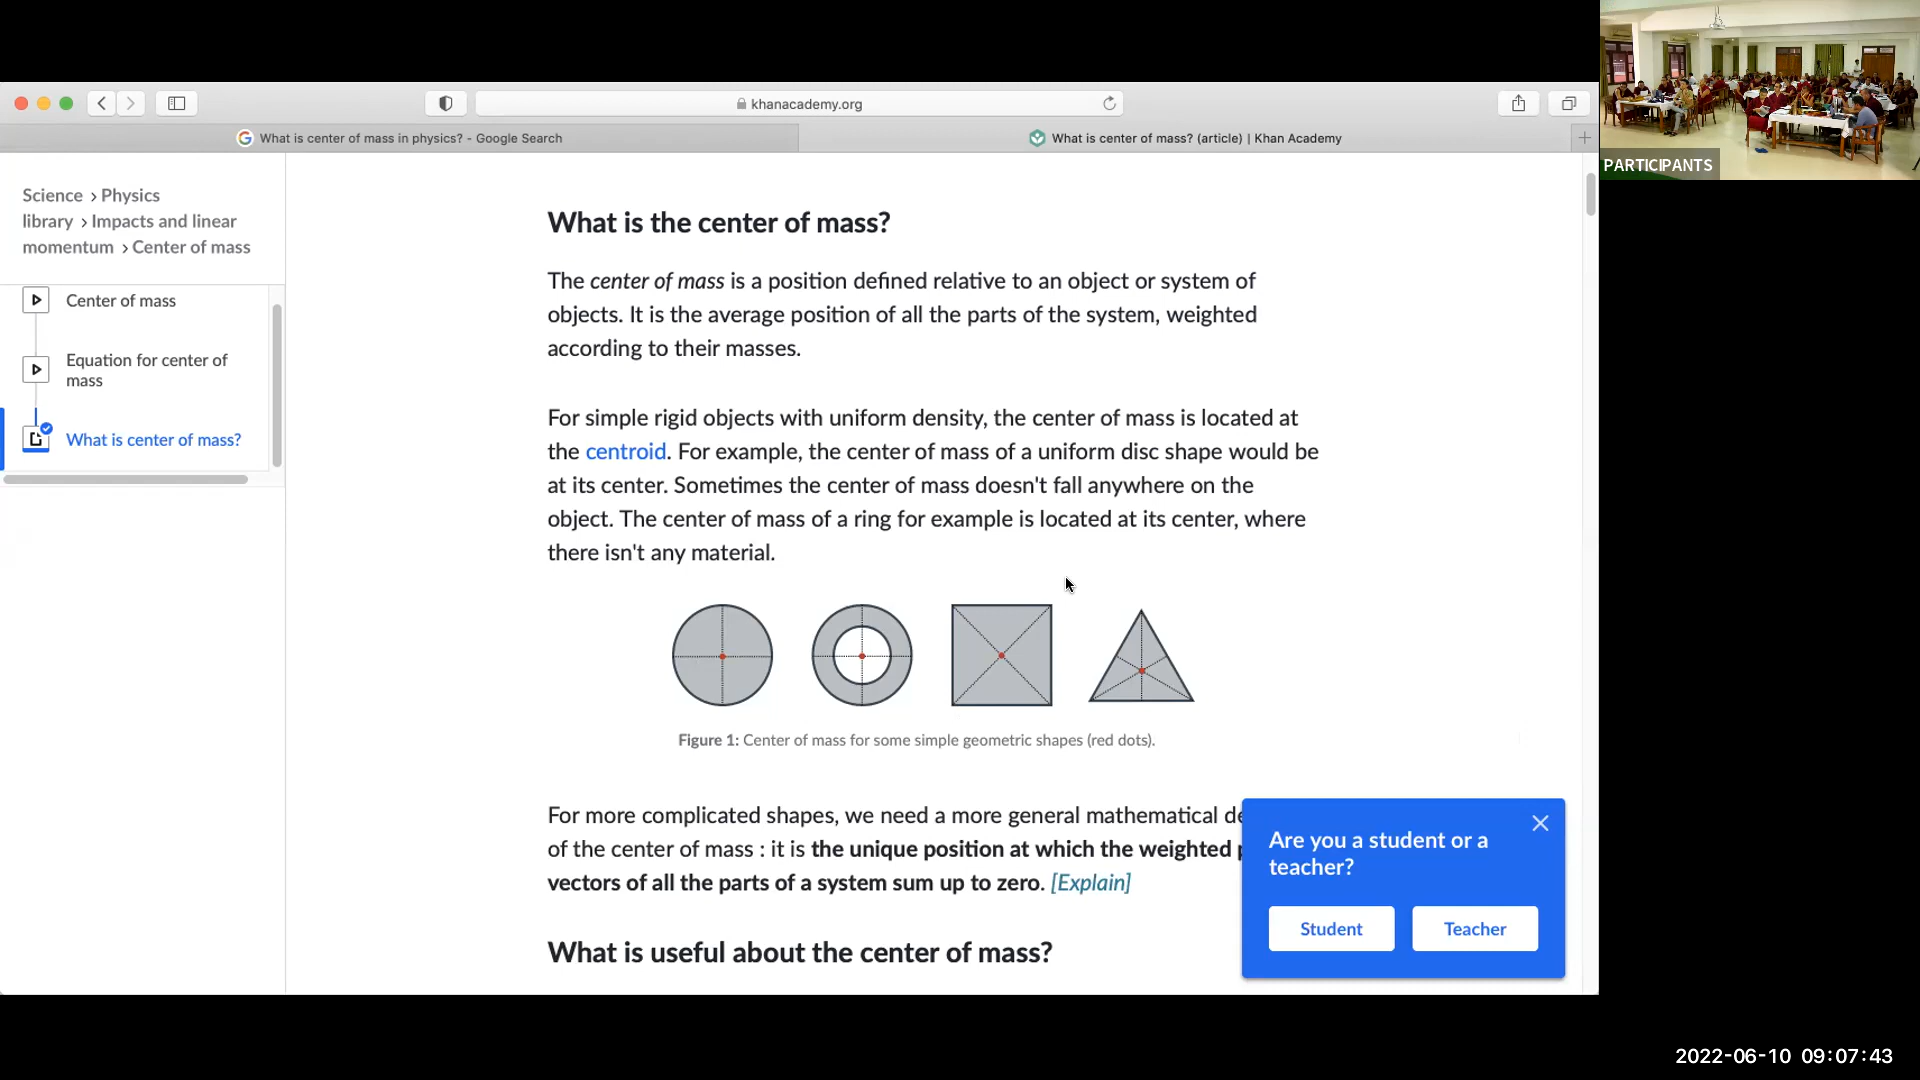 khanacademy.org
What is center of mass in physics? - Google Search
What is center of mass? (article) | Khan Academy
PARTICIPANTS
Science > Physics
library > Impacts and linear
momentum > Center of mass
Center of mass
Equation for center of
mass
What is center of mass?
What is the center of mass?
The center of mass is a position defined relative to an object or system of
objects. It is the average position of all the parts of the system, weighted
according to their masses.
For simple rigid objects with uniform density, the center of mass is located at
the centroid. For example, the center of mass of a uniform disc shape would be
at its center. Sometimes the center of mass doesn't fall anywhere on the
object. The center of mass of a ring for example is located at its center, where
there isn't any material.
Figure 1: Center of mass for some simple geometric shapes (red dots).
For more complicated shapes, we need a more general mathematical
of the center of mass : it is the unique position at which the weighted
vectors of all the parts of a system sum up to zero. [Explain]
What is useful about the center of mass?
Are you a student or a
teacher?
Student
Teacher
2022-06-10 09:07:43